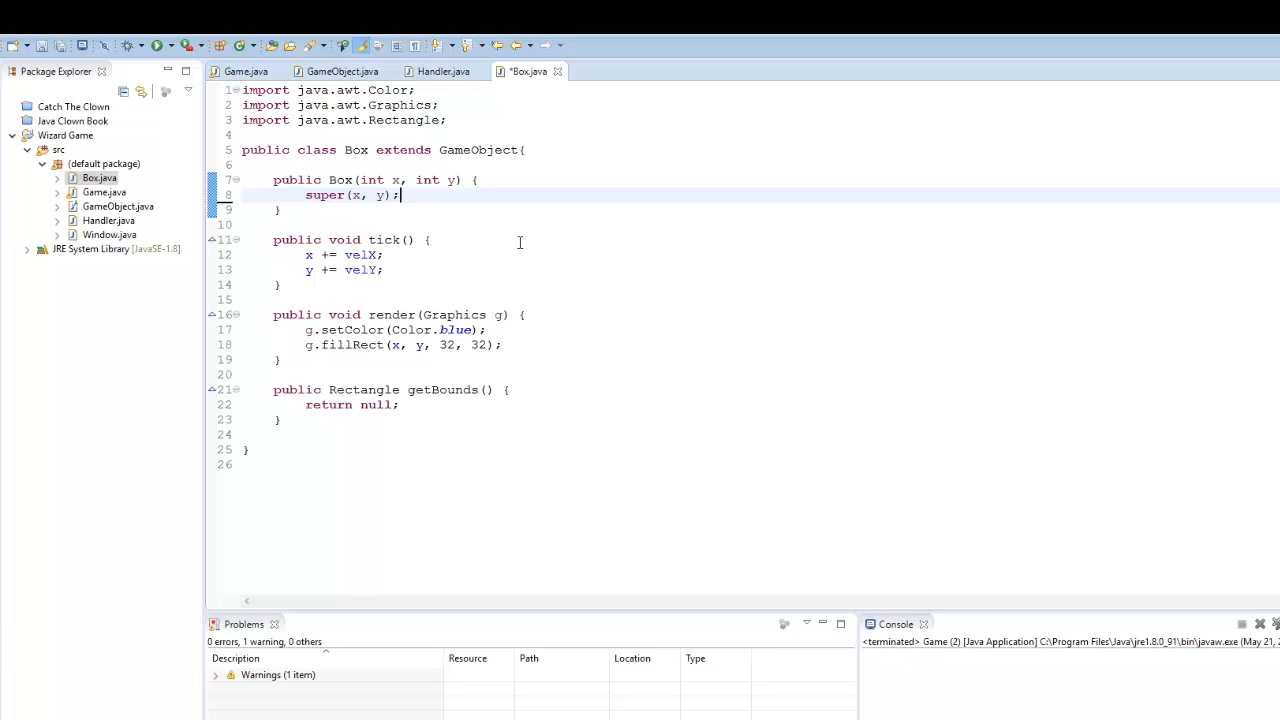 Package Explorer
Catch The Clown
Java Clown Book
Wizard Game
src
(default package)
Box.java
Game.java
GameObject.java
Handler.java
Window.java
JRE System Library [JavaSE-1.8]
Game.java GameObject.java Handler.java *Box.java
1 import java.awt.Color;
2 import java.awt.Graphics;
3 import java.awt.Rectangle;
4
5 public class Box extends GameObject{
6
7 public Box(int x, int y) {
8 super(x, y);
9 }
10
11 public void tick() {
12 x += velX;
13 y += velY;
14 }
15
16 public void render(Graphics g) {
17 g.setColor(Color.blue);
18 g.fillRect(x, y, 32, 32);
19 }
20
21 public Rectangle getBounds() {
22 return null;
23 }
24
25 }
26
Problems
0 errors, 1 warning, 0 others
Description Resource Path Location Type
Warnings (1 item)
Console
<terminated> Game (2) [Java Application] C:\Program Files\Java\jre1.8.0_91\bin\javaw.exe (May 21, 2